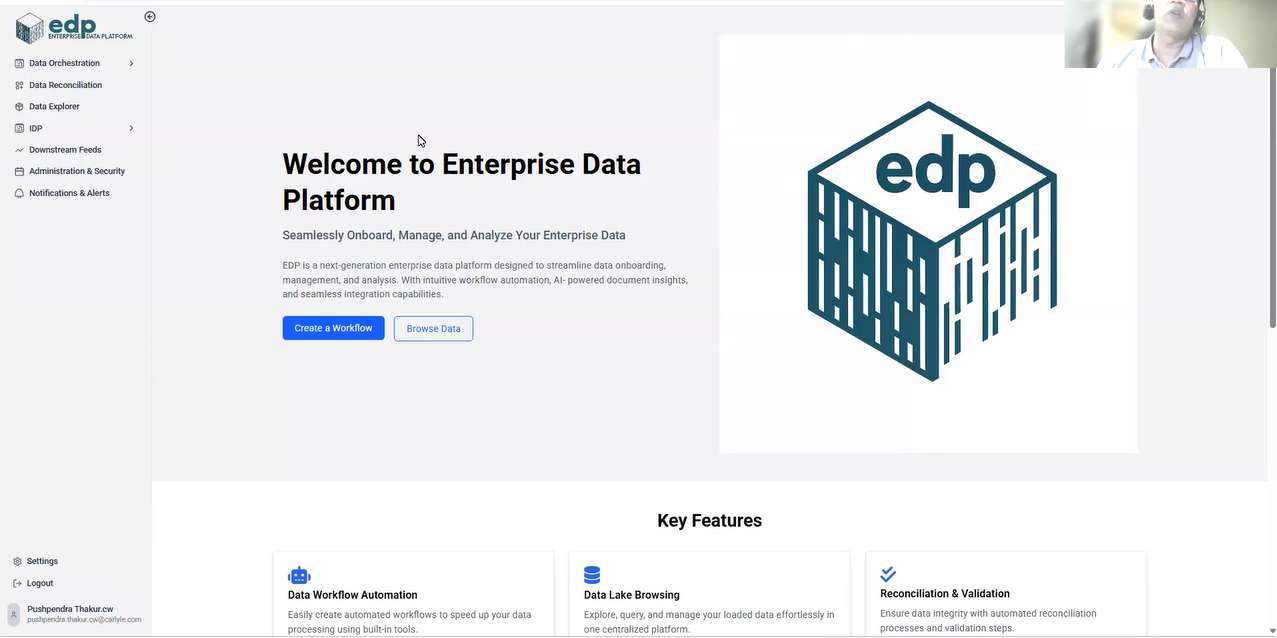 edp
ENTERPRISE DATA PLATFORM
Data Orchestration
Data Reconciliation
Data Explorer
IDP
Downstream Feeds
Administration & Security
Notifications & Alerts
Settings
Logout
Pushpendra Thakur.cw
pushpendra.thakur.cw@carlyle.com
Welcome to Enterprise Data
Platform
Seamlessly Onboard, Manage, and Analyze Your Enterprise Data
EDP is a next-generation enterprise data platform designed to streamline data onboarding,
management, and analysis. With intuitive workflow automation, AI- powered document insights,
and seamless integration capabilities.
Create a Workflow
Browse Data
edp
Key Features
Data Workflow Automation
Easily create automated workflows to speed up your data
processing using built-in tools.
Data Lake Browsing
Explore, query, and manage your loaded data effortlessly in
one centralized platform.
Reconciliation & Validation
Ensure data integrity with automated reconciliation
processes and validation steps.